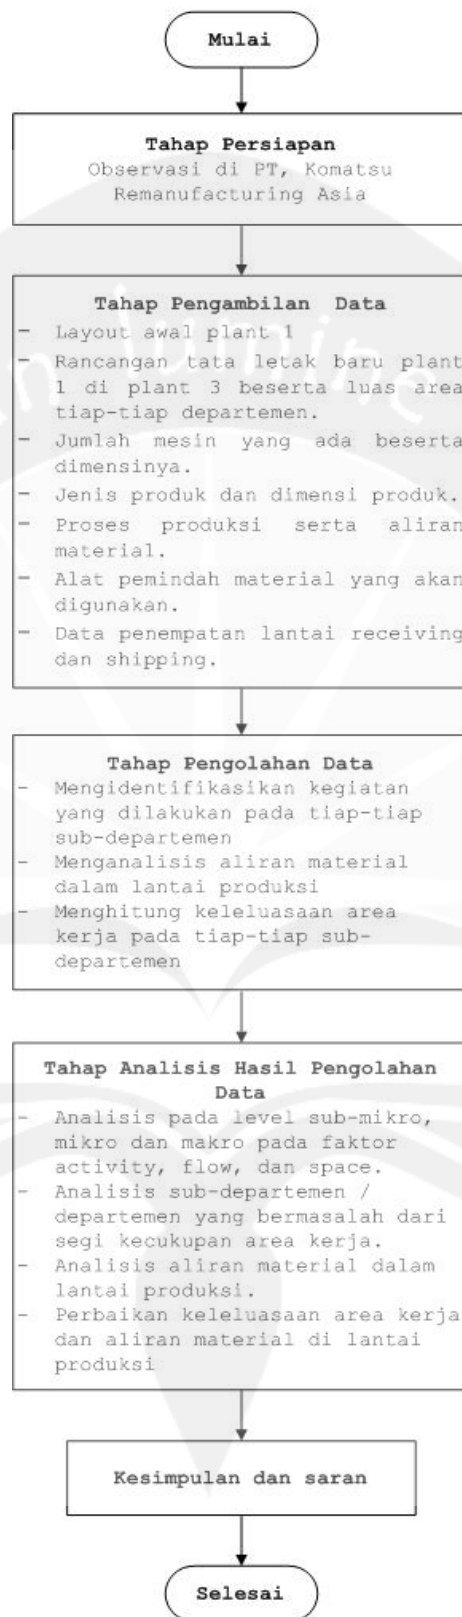 Mulai
Tahap Persiapan
Observasi di PT, Komatsu
Remanufacturing Asia
Tahap Pengambilan Data
- Layout awal plant 1
- Rancangan tata letak baru plant
1 di plant 3 beserta luas area
tiap-tiap departemen.
- Jumlah mesin yang ada beserta
dimensinya.
- Jenis produk dan dimensi produk.
- Proses produksi serta aliran
material.
- Alat pemindah material yang akan
digunakan.
- Data penempatan lantai receiving
dan shipping.
Tahap Pengolahan Data
- Mengidentifikasikan kegiatan
yang dilakukan pada tiap-tiap
sub-departemen
- Menganalisis aliran material
dalam lantai produksi
- Menghitung keleluasaan area
kerja pada tiap-tiap sub-
departemen
Tahap Analisis Hasil Pengolahan
Data
- Analisis pada level sub-mikro,
mikro dan makro pada faktor
activity, flow, dan space.
- Analisis sub-departemen /
departemen yang bermasalah dari
segi kecukupan area kerja.
- Analisis aliran material dalam
lantai produksi.
- Perbaikan keleluasaan area kerja
dan aliran material di lantai
produksi
Kesimpulan dan saran
Selesai